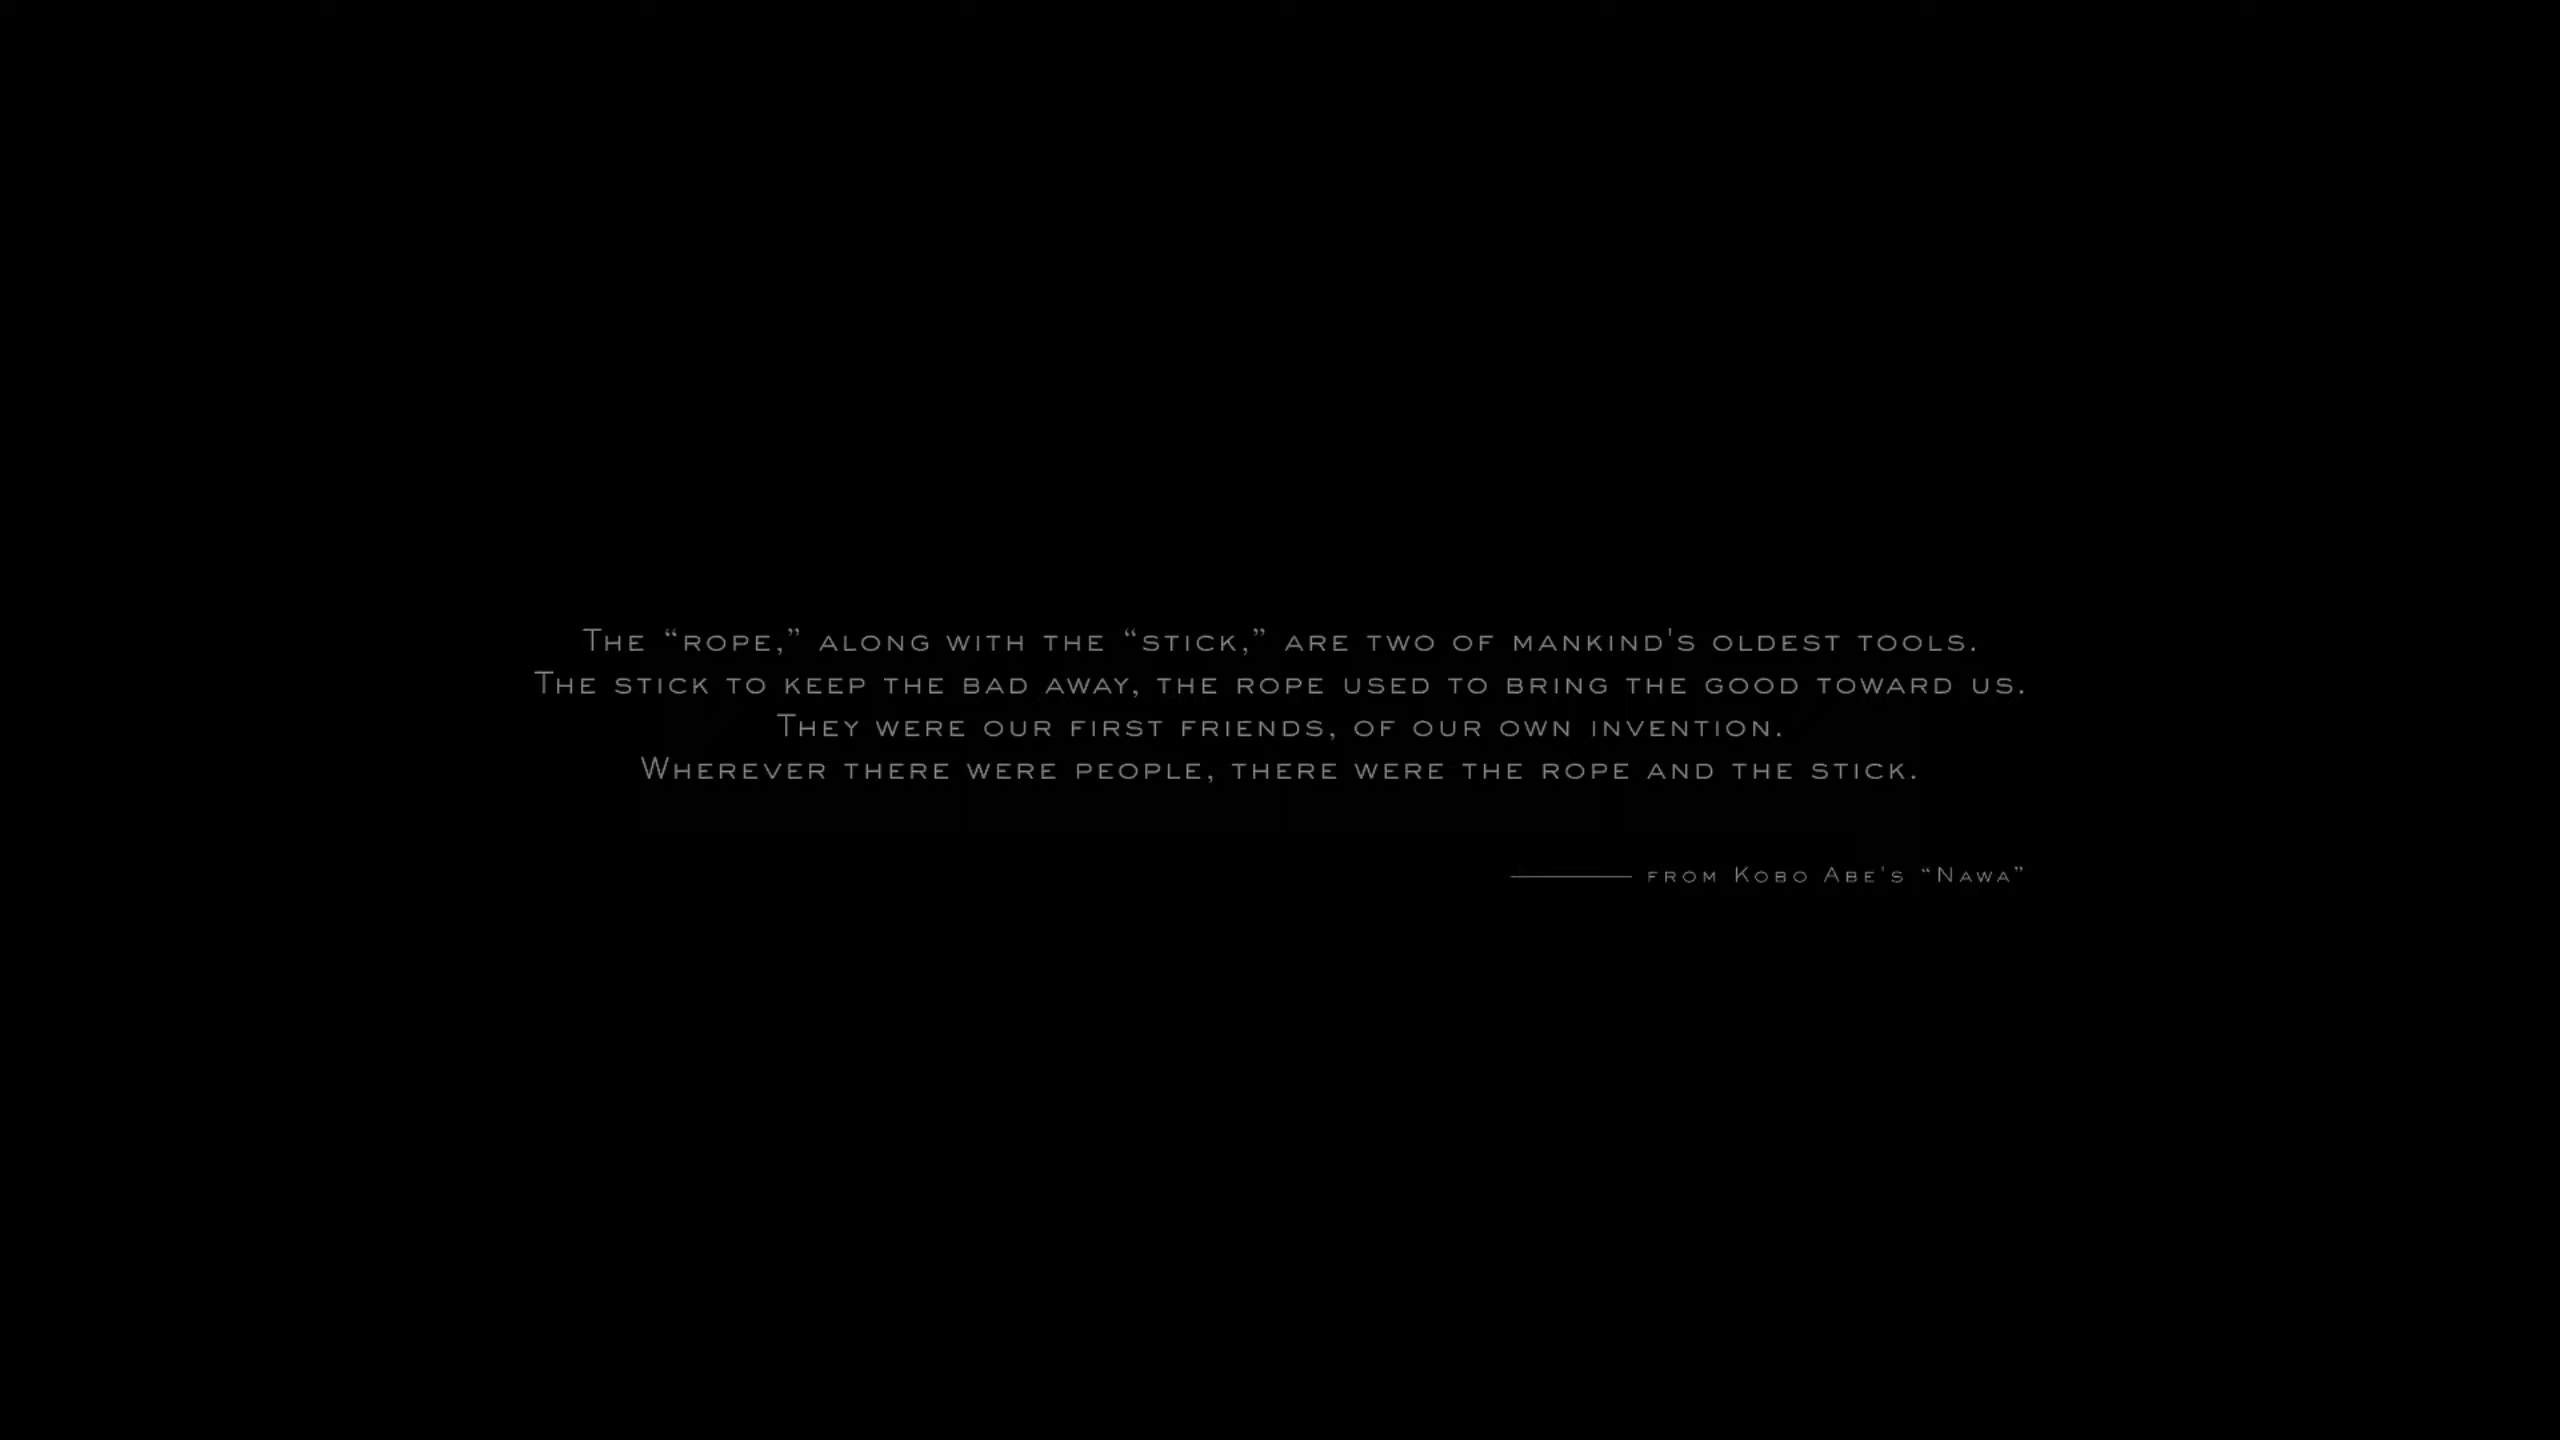 The “rope,” along with the “stick,” are two of mankind's oldest tools.
The stick to keep the bad away, the rope used to bring the good toward us.
They were our first friends, of our own invention.
Wherever there were people, there were the rope and the stick.
from Kobo Abe's “Nawa”